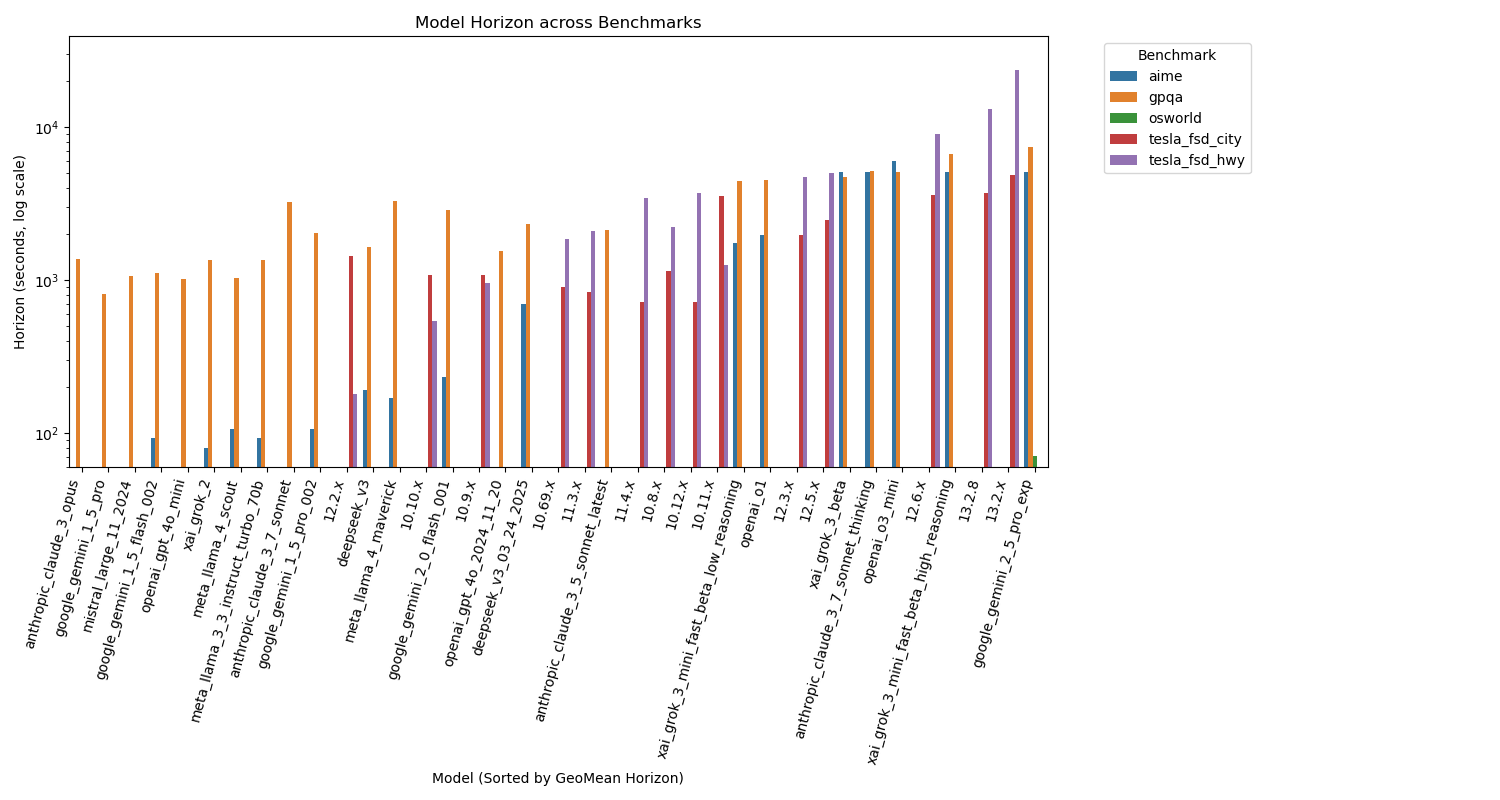 Model Horizon across Benchmarks
Horizon (seconds, log scale)
10^4
10^3
10^2
anthropic_claude_3_opus
google_gemini_1_5_pro
mistral_large_11_2024
google_gemini_1_5_flash_002
openai_gpt_4o_mini
xai_grok_2
meta_llama_4_scout
meta_llama_3_3_instruct_turbo_70b
anthropic_claude_3_7_sonnet
google_gemini_1_5_pro_002
12.2.x
deepseek_v3
meta_llama_4_maverick
10.10.x
google_gemini_2_0_flash_001
10.9.x
openai_gpt_4o_2024_11_20
deepseek_v3_03_24_2025
10.69.x
11.3.x
anthropic_claude_3_5_sonnet_latest
11.4.x
10.8.x
10.12.x
10.11.x
xai_grok_3_mini_fast_beta_low_reasoning
openai_o1
12.3.x
12.5.x
xai_grok_3_beta
anthropic_claude_3_7_sonnet_thinking
openai_o3_mini
12.6.x
xai_grok_3_mini_fast_beta_high_reasoning
13.2.8
13.2.x
google_gemini_2_5_pro_exp
Model (Sorted by GeoMean Horizon)
Benchmark
aime
gpqa
osworld
tesla_fsd_city
tesla_fsd_hwy